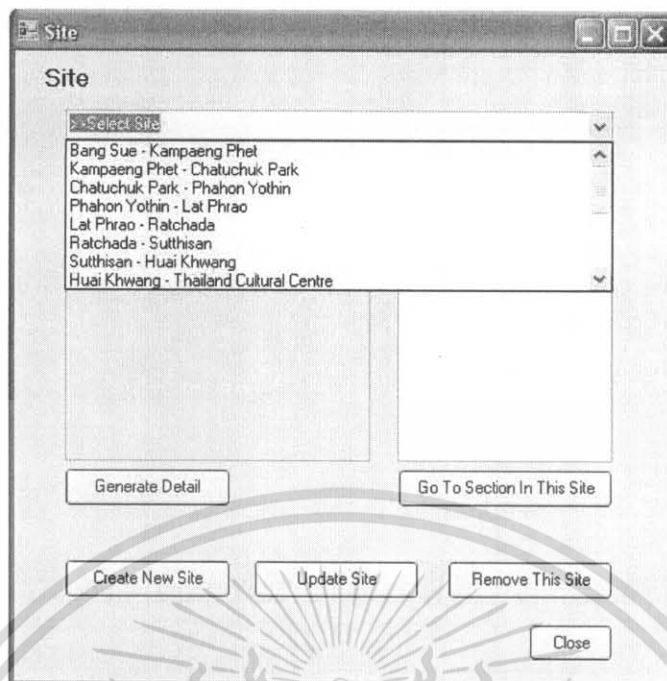 Site
Site
>-Select Site
Bang Sue - Kampaeng Phet
Kampaeng Phet - Chatuchuk Park
Chatuchuk Park - Phahon Yothin
Phahon Yothin - Lat Phrao
Lat Phrao - Ratchada
Ratchada - Sutthisan
Sutthisan - Huai Khwang
Huai Khwang - Thailand Cultural Centre
Generate Detail
Go To Section In This Site
Create New Site
Update Site
Remove This Site
Close